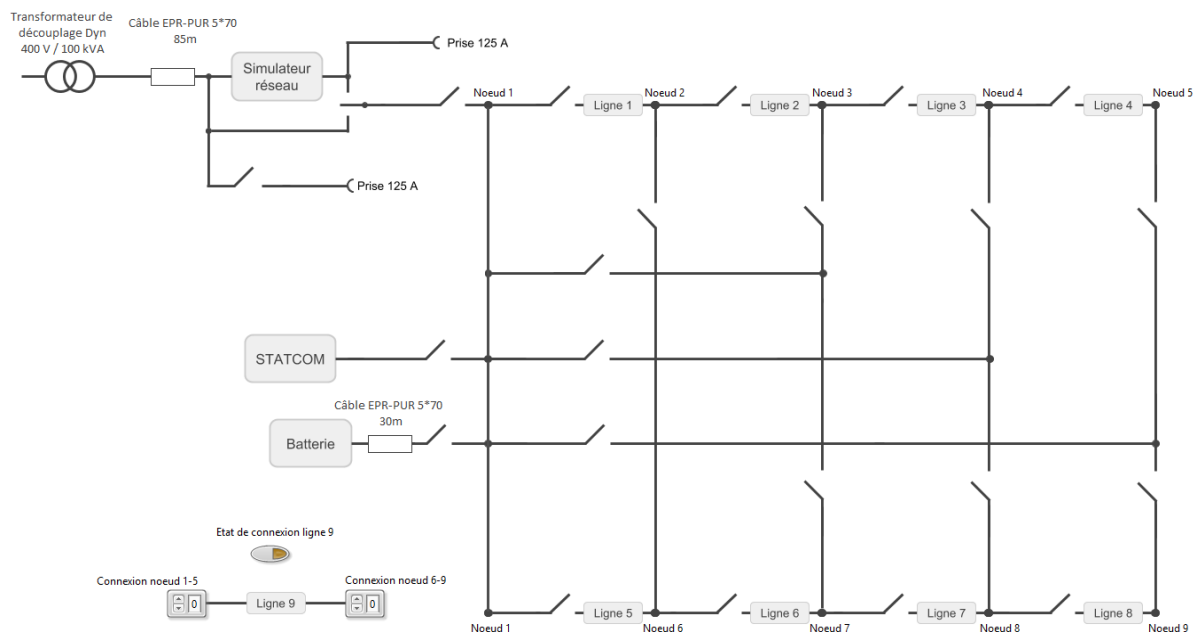 Transformateur de
découplage Dyn
400 V / 100 kVA
Câble EPR-PUR 5*70
85m
Simulateur
réseau
Prise 125 A
Prise 125 A
Noeud 1
Ligne 1
Noeud 2
Ligne 2
Noeud 3
Ligne 3
Noeud 4
Ligne 4
Noeud 5
STATCOM
Câble EPR-PUR 5*70
30m
Batterie
Etat de connexion ligne 9
Connexion noeud 1-5
0
Ligne 9
Connexion noeud 6-9
0
Noeud 1
Ligne 5
Noeud 6
Ligne 6
Noeud 7
Ligne 7
Noeud 8
Ligne 8
Noeud 9